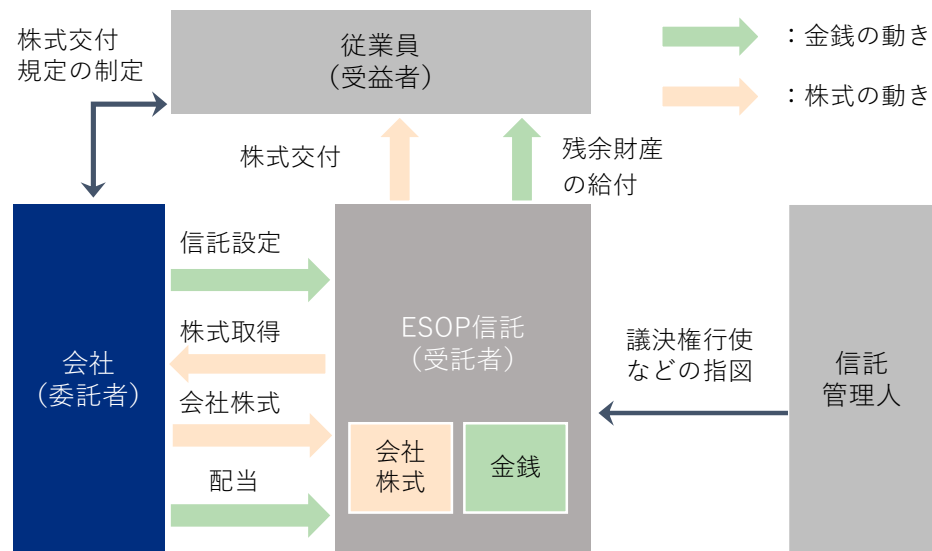 株式交付
規定の制定
従業員
（受益者）
：金銭の動き
：株式の動き
株式交付
残余財産
の給付
信託設定
株式取得
会社株式
配当
会社
（委託者）
ESOP信託
（受託者）
会社
株式
金銭
議決権行使
などの指図
信託
管理人